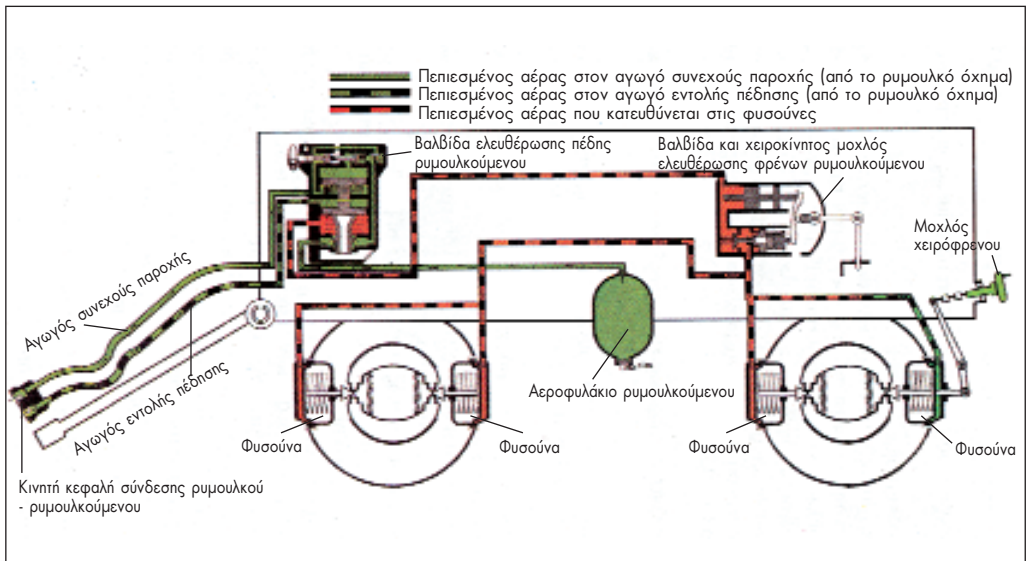 Πεπιεσμένος αέρας στον αγωγό συνεχούς παροχής (από το ρυμουλκό όχημα)
Πεπιεσμένος αέρας στον αγωγό εντολής πέδησης (από το ρυμουλκό όχημα)
Πεπιεσμένος αέρας που κατευθύνεται στις φυσούνες
Βαλβίδα ελευθέρωσης πέδης
ρυμουλκούμενου
Βαλβίδα και χειροκίνητος μοχλός
ελευθέρωσης φρένων ρυμουλκούμενου
Μοχλός
χειρόφρενου
Αγωγός συνεχούς παροχής
Αγωγός εντολής πέδησης
Αεροφυλάκιο ρυμουλκούμενου
Φυσούνα
Φυσούνα
Φυσούνα
Φυσούνα
Κινητή κεφαλή σύνδεσης ρυμουλκού
- ρυμουλκούμενου